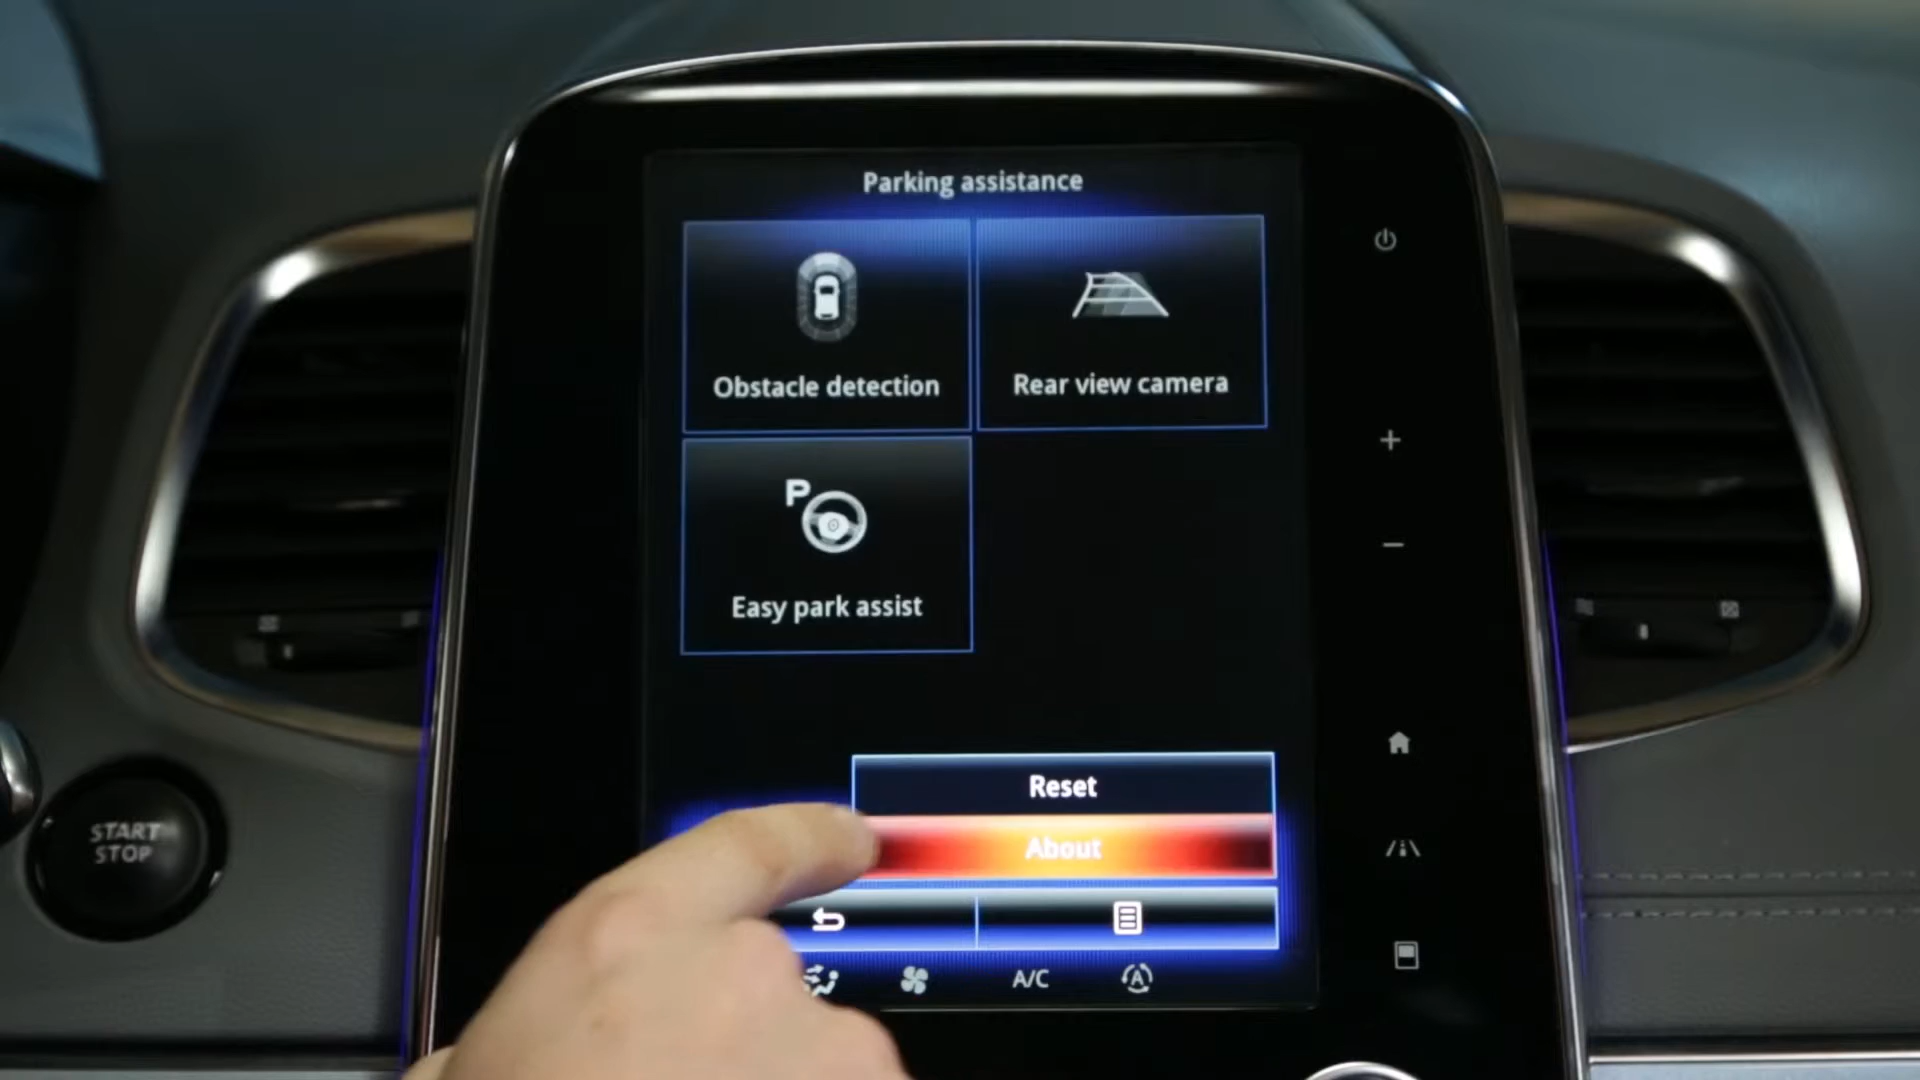 Parking assistance
Obstacle detection
Rear view camera
P
Easy park assist
Reset
About
START
STOP
A/C
A